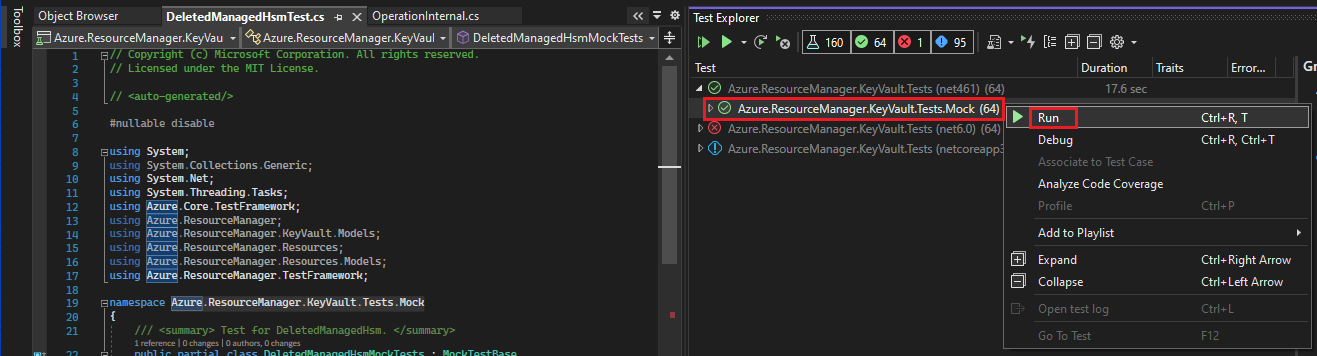 Toolbox
Object Browser
DeletedManagedHsmTest.cs
OperationInternal.cs
Azure.ResourceManager.KeyVau
Azure.ResourceManager.KeyVaul
DeletedManagedHsmMockTests
1 // Copyright (c) Microsoft Corporation. All rights reserved.
2 // Licensed under the MIT License.
3
4 // <auto-generated/>
5
6 #nullable disable
7
8 using System;
9 using System.Collections.Generic;
10 using System.Net;
11 using System.Threading.Tasks;
12 using Azure.Core.TestFramework;
13 using Azure.ResourceManager;
14 using Azure.ResourceManager.KeyVault.Models;
15 using Azure.ResourceManager.Resources;
16 using Azure.ResourceManager.Resources.Models;
17 using Azure.ResourceManager.TestFramework;
18
19 namespace Azure.ResourceManager.KeyVault.Tests.Mock
20 {
21 /// <summary> Test for DeletedManagedHsm. </summary>
1 reference | 0 changes | 0 authors, 0 changes
22 public partial class DeletedManagedHsmMockTests : MockTestBase
Test Explorer
160 64 1 95
Test Duration Traits Error...
Azure.ResourceManager.KeyVault.Tests (net461) (64) 17.6 sec
Azure.ResourceManager.KeyVault.Tests.Mock (64)
Azure.ResourceManager.KeyVault.Tests (net6.0) (64)
Azure.ResourceManager.KeyVault.Tests (netcoreapp3
Gr
Run Ctrl+R, T
Debug Ctrl+R, Ctrl+T
Associate to Test Case
Analyze Code Coverage
Profile Ctrl+P
Add to Playlist
Expand Ctrl+Right Arrow
Collapse Ctrl+Left Arrow
Open test log Ctrl+L
Go To Test F12